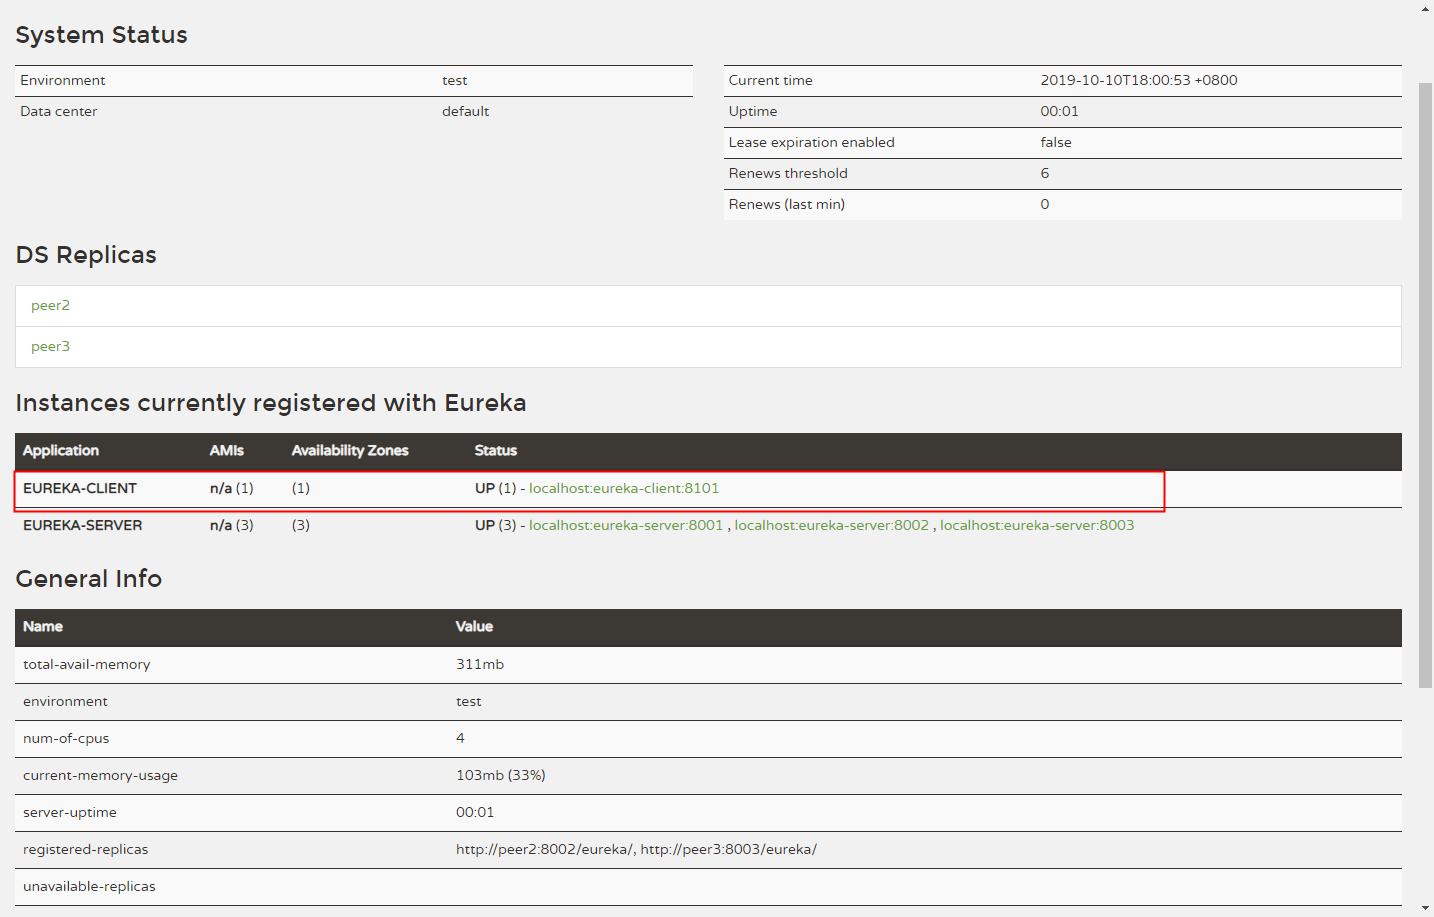 System Status
Environment test
Data center default
Current time 2019-10-10T18:00:53 +0800
Uptime 00:01
Lease expiration enabled false
Renews threshold 6
Renews (last min) 0
DS Replicas
peer2
peer3
Instances currently registered with Eureka
Application AMIs Availability Zones Status
EUREKA-CLIENT n/a (1) (1) UP (1) - localhost:eureka-client:8101
EUREKA-SERVER n/a (3) (3) UP (3) - localhost:eureka-server:8001 , localhost:eureka-server:8002 , localhost:eureka-server:8003
General Info
Name Value
total-avail-memory 311mb
environment test
num-of-cpus 4
current-memory-usage 103mb (33%)
server-uptime 00:01
registered-replicas http://peer2:8002/eureka/, http://peer3:8003/eureka/
unavailable-replicas